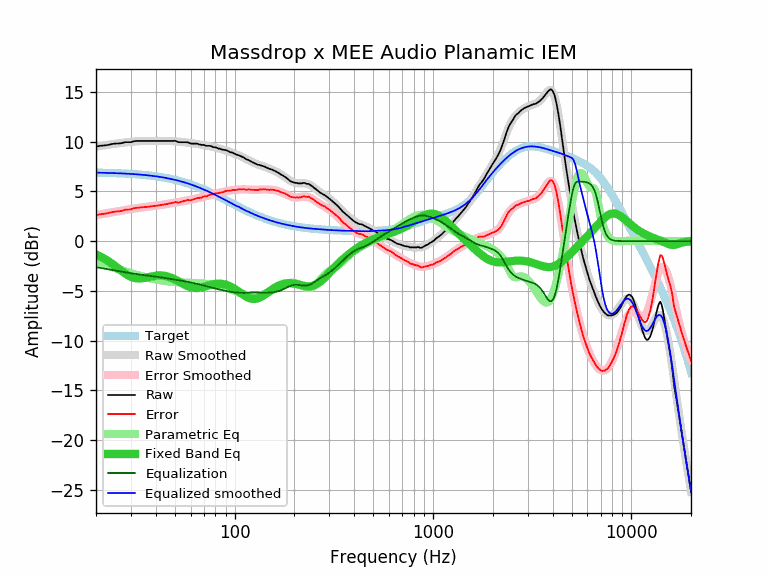 Massdrop x MEE Audio Planamic IEM
15
10
5
0
−5
−10
−15
−20
−25
Amplitude (dBr)
Target
Raw Smoothed
Error Smoothed
Raw
Error
Parametric Eq
Fixed Band Eq
Equalization
Equalized smoothed
100 1000 10000
Frequency (Hz)